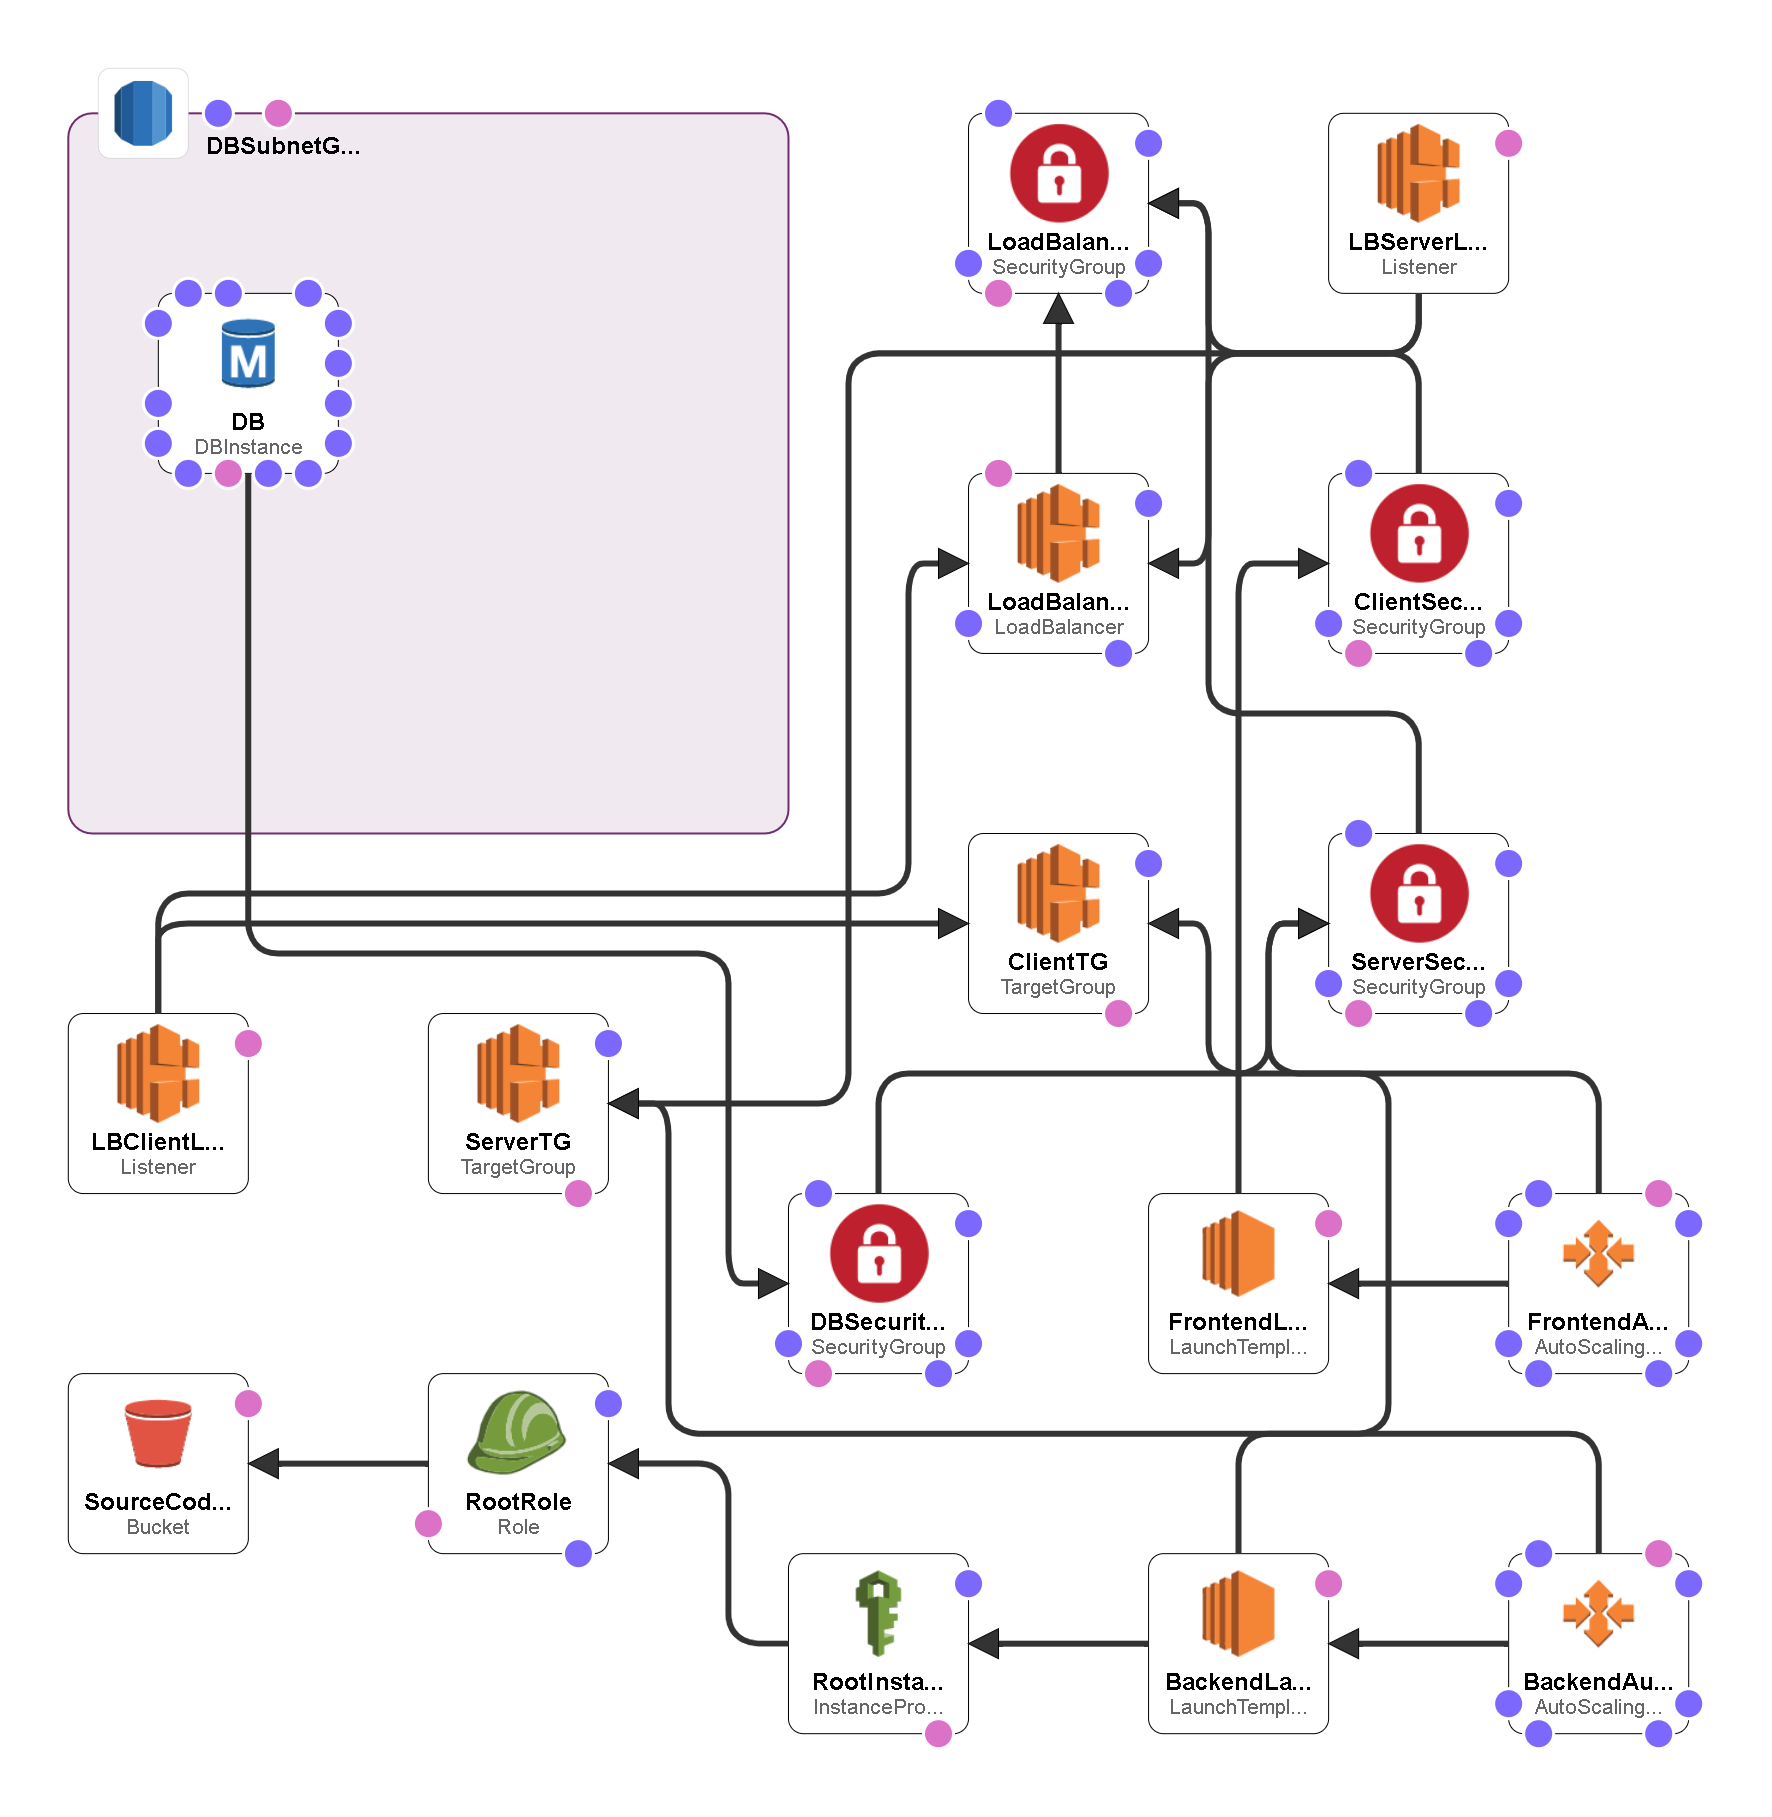 DBSubnetG...
LoadBalan...
SecurityGroup
LBServerL...
Listener
M
DB
DBInstance
LoadBalan...
LoadBalancer
ClientSec...
SecurityGroup
ClientTG
TargetGroup
ServerSec...
SecurityGroup
LBClientL...
Listener
ServerTG
TargetGroup
DBSecurit...
SecurityGroup
FrontendL...
LaunchTempl...
FrontendA...
AutoScaling...
SourceCod...
Bucket
RootRole
Role
RootInsta...
InstancePro...
BackendLa...
LaunchTempl...
BackendAu...
AutoScaling...